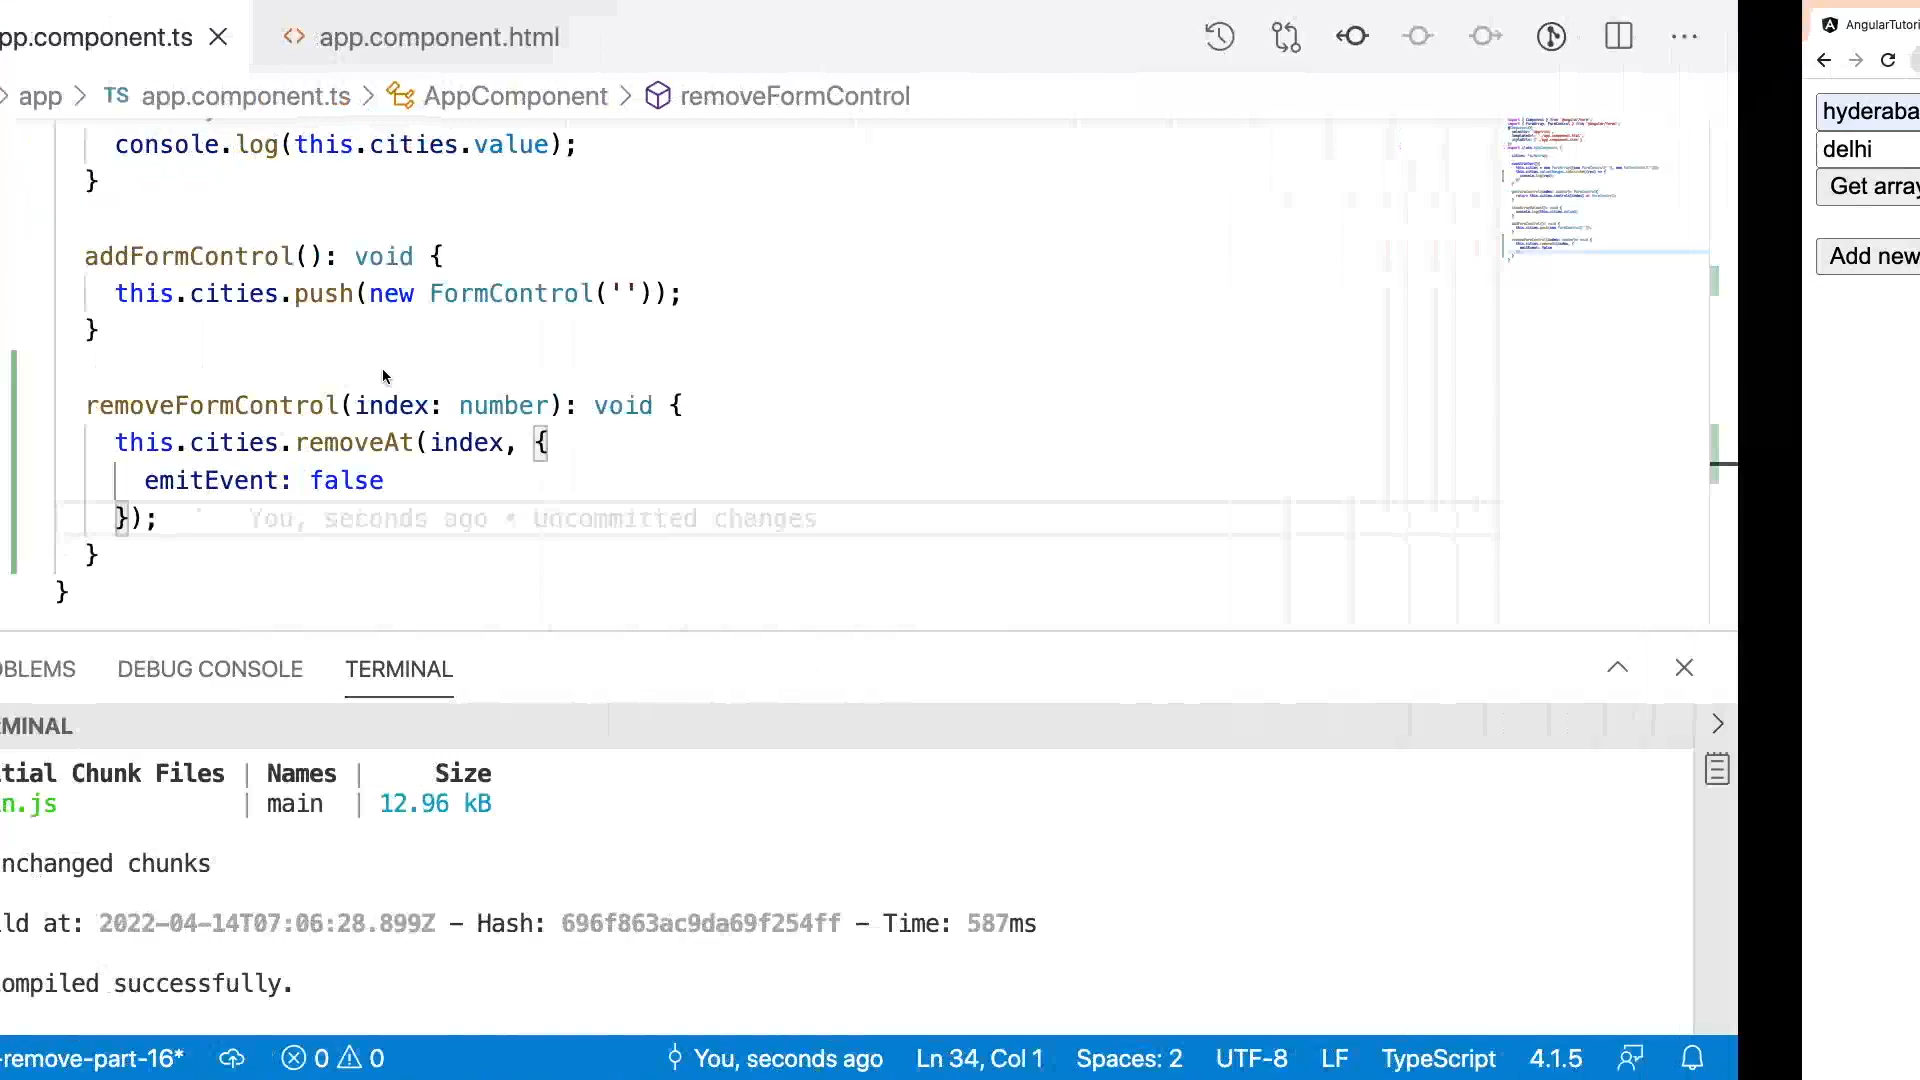 pp.component.ts
app.component.html
app > TS app.component.ts > AppComponent > removeFormControl
console.log(this.cities.value);
}
addFormControl(): void {
this.cities.push(new FormControl(''));
}
removeFormControl(index: number): void {
this.cities.removeAt(index, {
emitEvent: false
});
You, seconds ago • Uncommitted changes
}
}
OBLEMS
DEBUG CONSOLE
TERMINAL
RMINAL
tial Chunk Files | Names | Size
n.js | main | 12.96 kB
nchanged chunks
ld at: 2022-04-14T07:06:28.899Z – Hash: 696f863ac9da69f254ff – Time: 587ms
ompiled successfully.
-remove-part-16*
0
0
You, seconds ago
Ln 34, Col 1
Spaces: 2
UTF-8
LF
TypeScript
4.1.5
AngularTutori
hyderaba
delhi
Get array
Add new